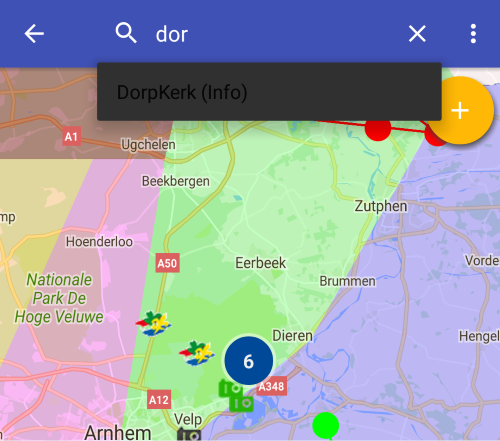 dor
DorpKerk (Info)
+
A1
Ugchelen
Beekbergen
Zutphen
mp
Hoenderloo
A50
Eerbeek
Vorde
Nationale
Park De
Hoge Veluwe
Brummen
Dieren
Hengel
6
A348
A12
Velp
Arnhem